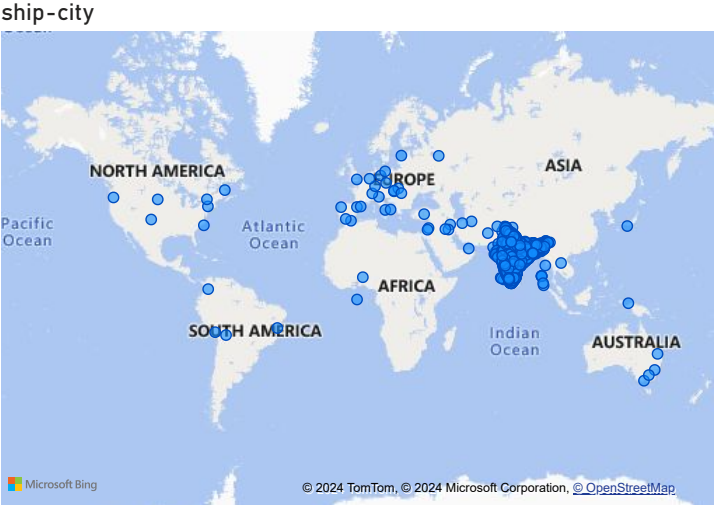 ship-city
Ocean
NORTH AMERICA
EUROPE
ASIA
Pacific
Ocean
Atlantic
Ocean
AFRICA
SOUTH AMERICA
Indian
Ocean
AUSTRALIA
Microsoft Bing
© 2024 TomTom, © 2024 Microsoft Corporation, © OpenStreetMap